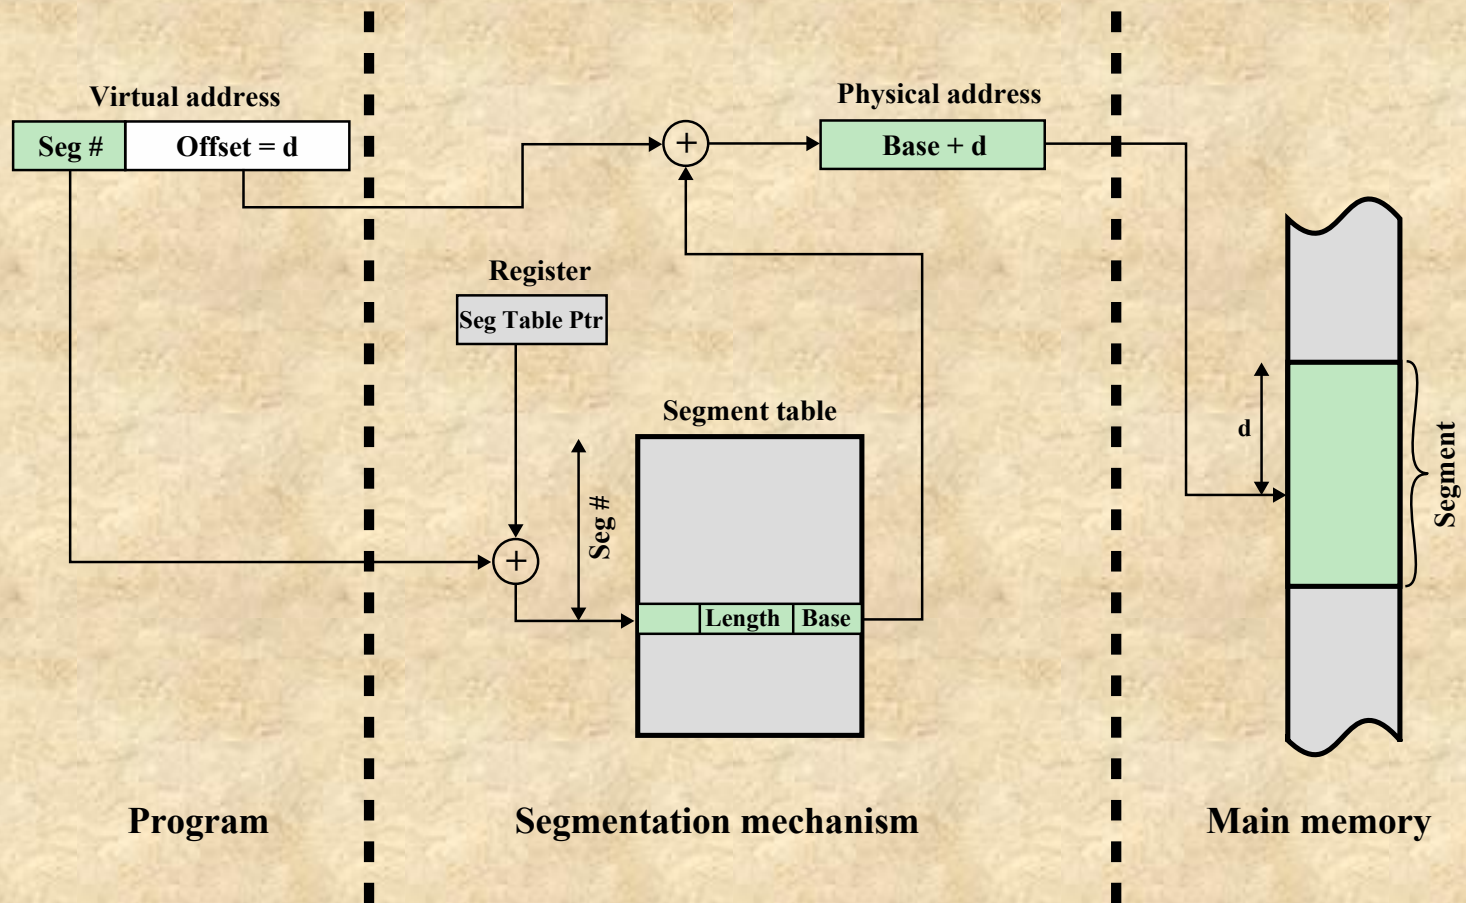 Virtual address
Seg #
Offset = d
+
Physical address
Base + d
Register
Seg Table Ptr
Segment table
Seg #
+
Length
Base
d
Segment
Program
Segmentation mechanism
Main memory